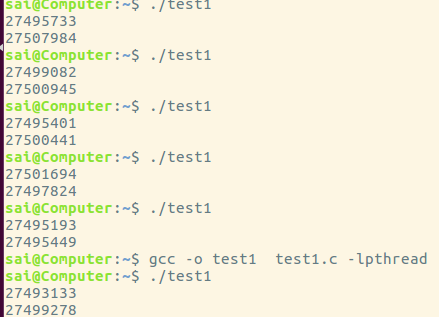 sai@Computer:~$ ./test1
27495733
27507984
sai@Computer:~$ ./test1
27499082
27500945
sai@Computer:~$ ./test1
27495401
27500441
sai@Computer:~$ ./test1
27501694
27497824
sai@Computer:~$ ./test1
27495193
27495449
sai@Computer:~$ gcc -o test1  test1.c -lpthread
sai@Computer:~$ ./test1
27493133
27499278